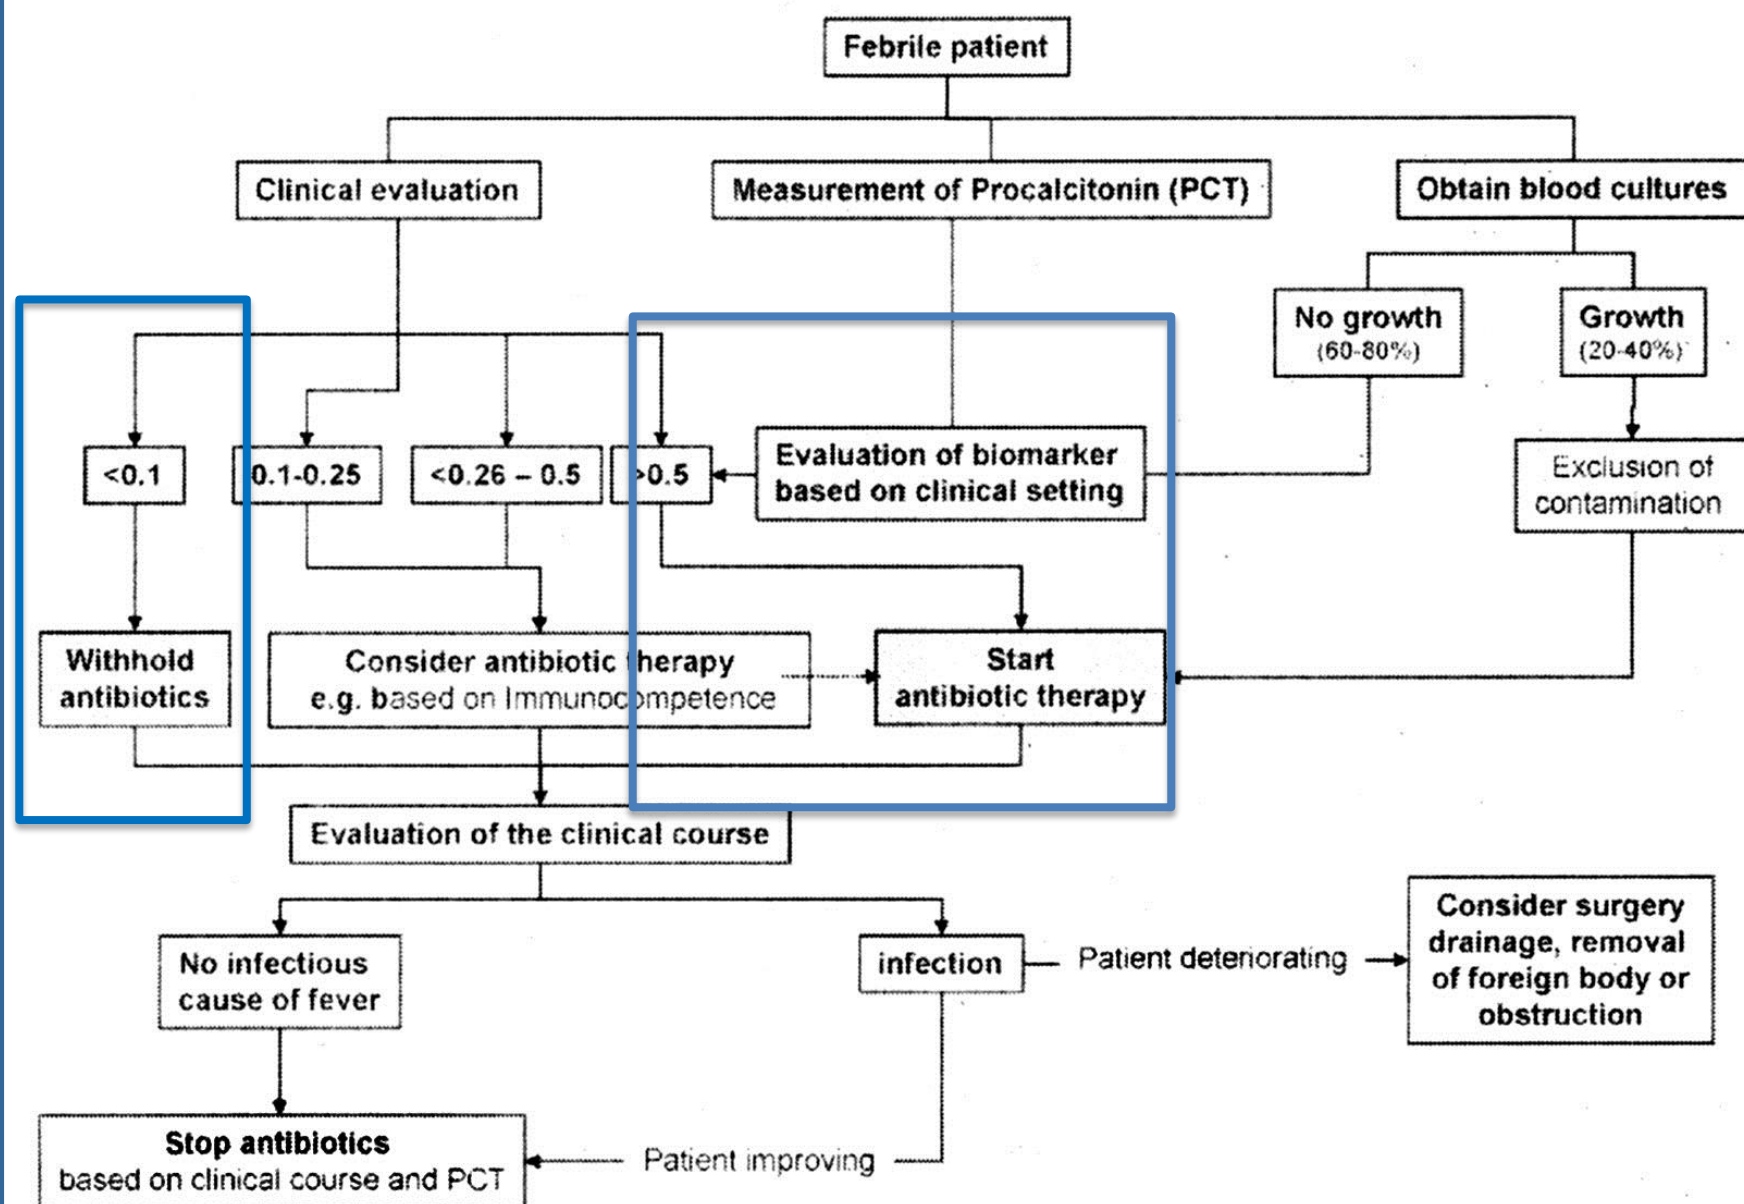 Febrile patient
Clinical evaluation
Measurement of Procalcitonin (PCT)
Obtain blood cultures
No growth
(60-80%)
Growth
(20-40%)
<0.1
0.1-0.25
<0.26 – 0.5
>0.5
Evaluation of biomarker
based on clinical setting
Exclusion of
contamination
Withhold
antibiotics
Consider antibiotic therapy
e.g. based on Immunocompetence
Start
antibiotic therapy
Evaluation of the clinical course
No infectious
cause of fever
infection
Patient deteriorating
Consider surgery
drainage, removal
of foreign body or
obstruction
Stop antibiotics
based on clinical course and PCT
Patient improving